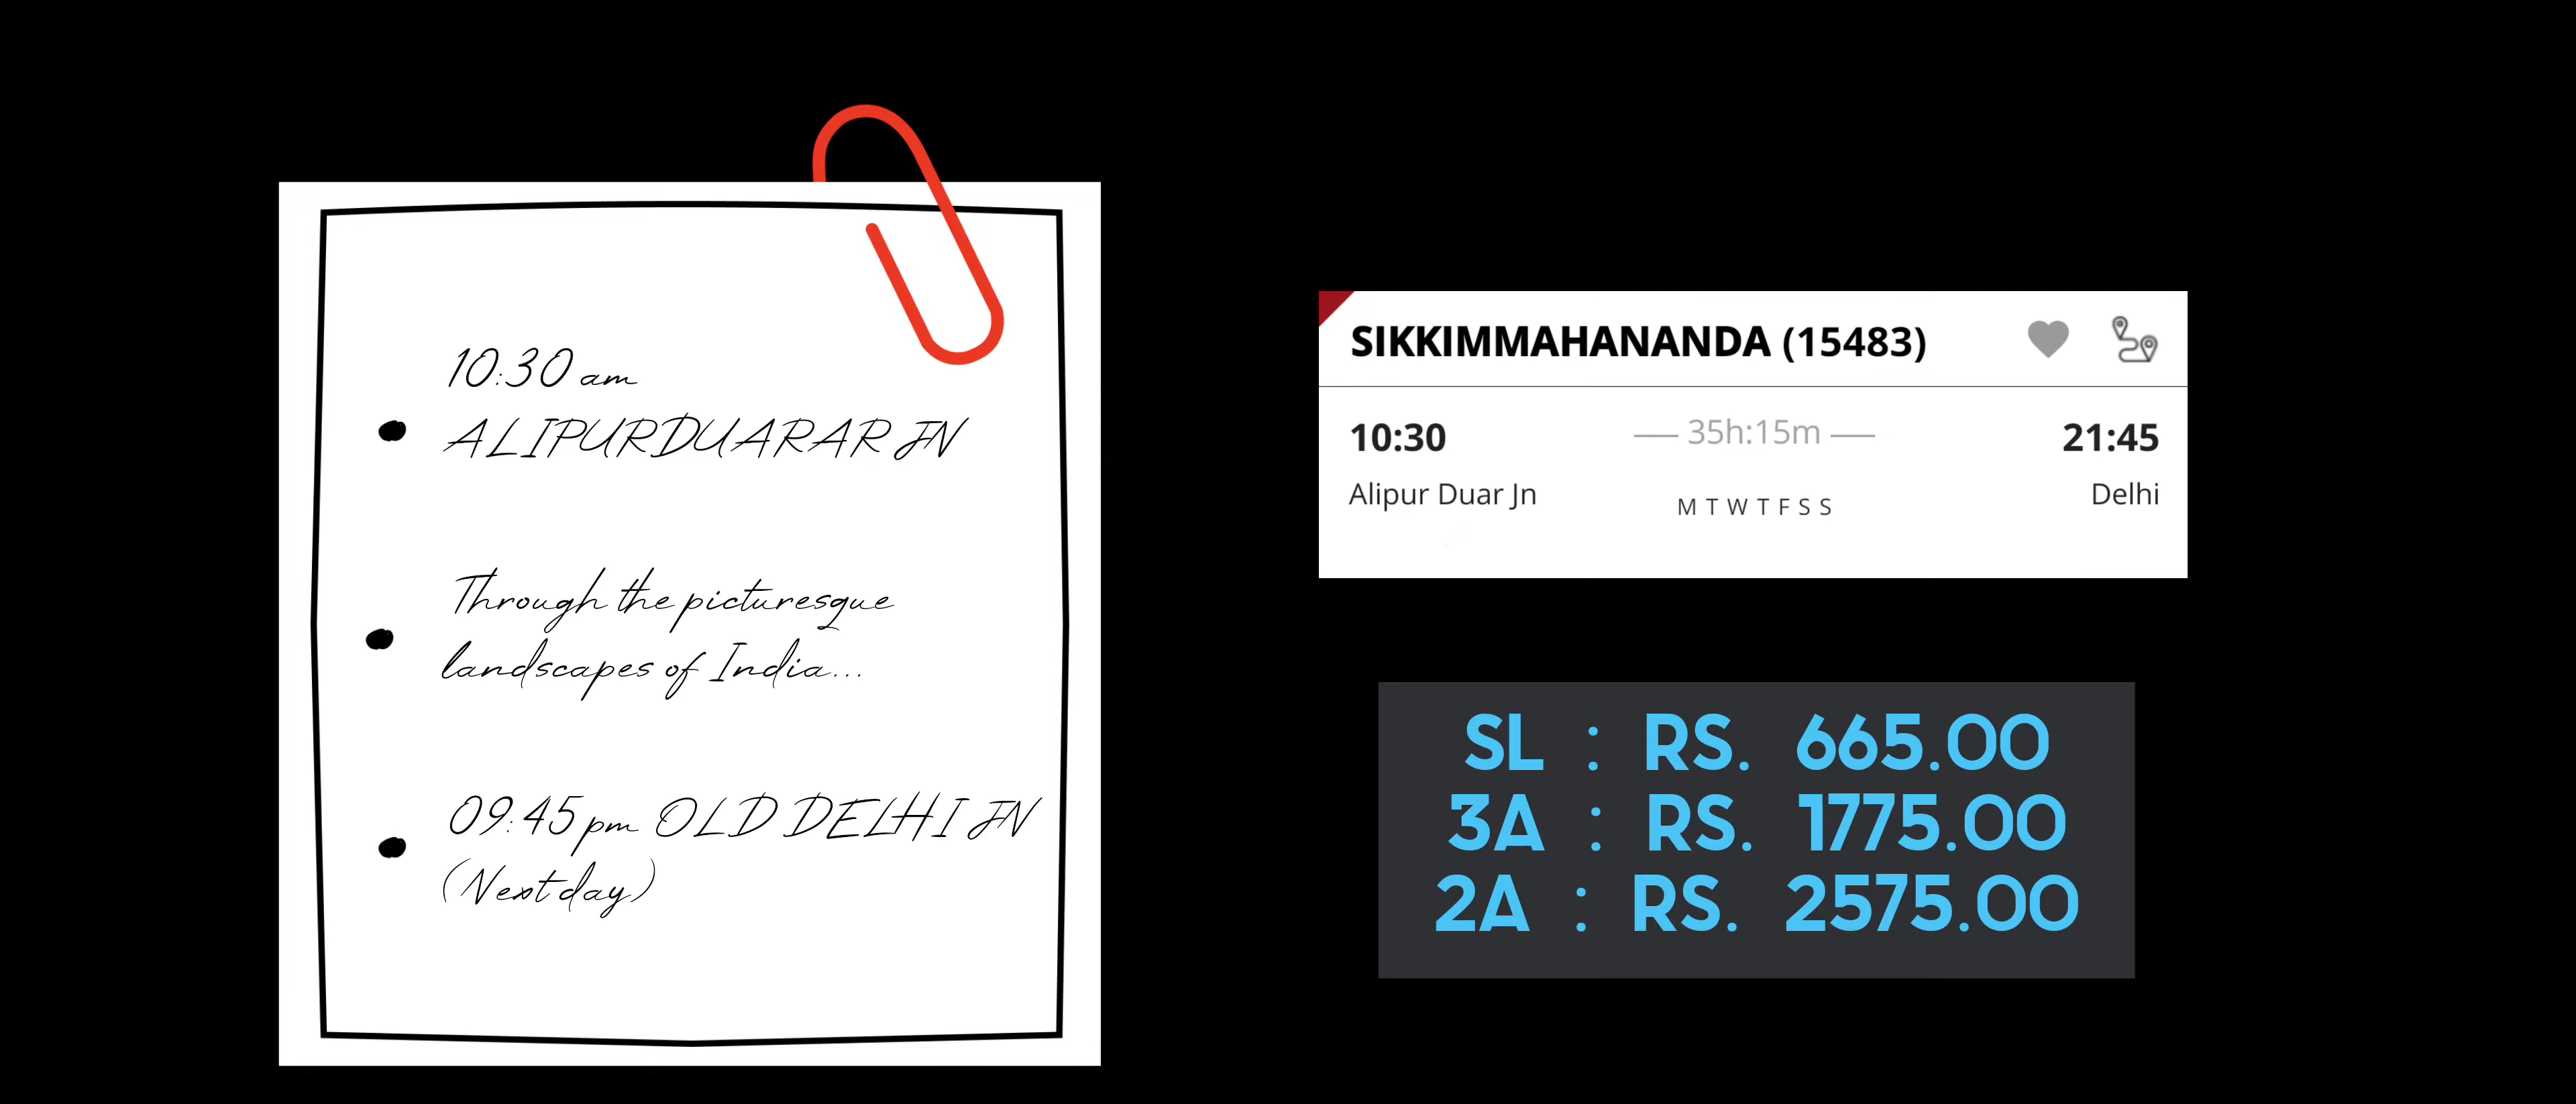 10:30 am
ALIPURDUARAR JN
Through the picturesque
landscapes of India...
09:45 pm OLD DELHI JN
(Next day)
SIKKIMMAHANANDA (15483)
10:30 — 35h:15m — 21:45
Alipur Duar Jn M T W T F S S Delhi
SL : RS. 665.00
3A : RS. 1775.00
2A : RS. 2575.00